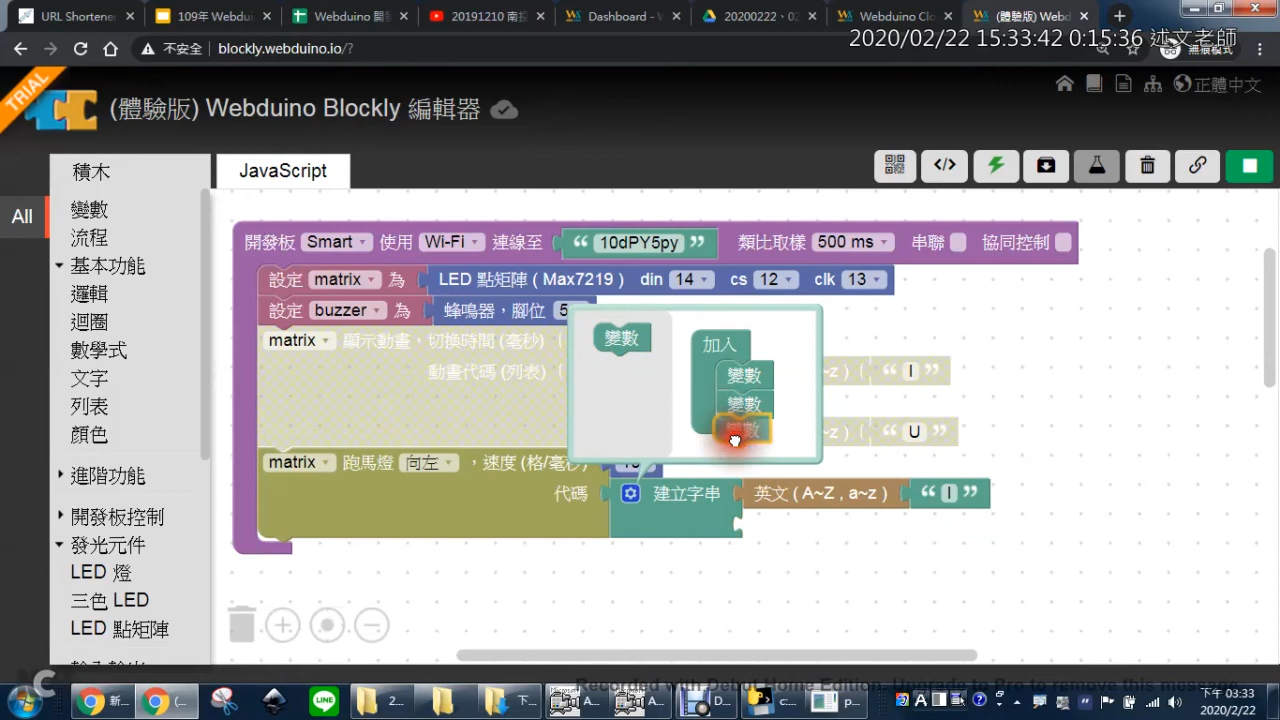 URL Shortener
109年 Webdu
Webduino 開
20191210 南投
Dashboard - W
20200222、02
Webduino Clo
(體驗版) Webd
不安全
blockly.webduino.io/?
2020/02/22 15:33:42 0:15:36 述文老師
無痕模式
TRIAL
(體驗版) Webduino Blockly 編輯器
正體中文
積木
JavaScript
All
變數
流程
基本功能
邏輯
迴圈
數學式
文字
列表
顏色
進階功能
開發板控制
發光元件
LED 燈
三色 LED
LED 點矩陣
開發板 Smart 使用 Wi-Fi 連線至 “ 10dPY5py ” 類比取樣 500 ms 串聯 協同控制
設定 matrix 為 LED 點矩陣 ( Max7219 ) din 14 cs 12 clk 13
設定 buzzer 為 蜂鳴器，腳位 5
matrix 顯示動畫，切換時間 (毫秒)
動畫代碼 (列表)
~z ) “ I ”
~z ) “ U ”
變數
加入
變數
變數
變數
matrix 跑馬燈 向左 ，速度 (格/毫秒)
代碼 建立字串 英文 ( A~Z , a~z ) “ I ”
Recorded with Debut Home Edition. Upgrade to Pro to remove this message
新
(
LINE
2...
下...
A...
A...
D...
c...
p...
下午 03:33
2020/2/22